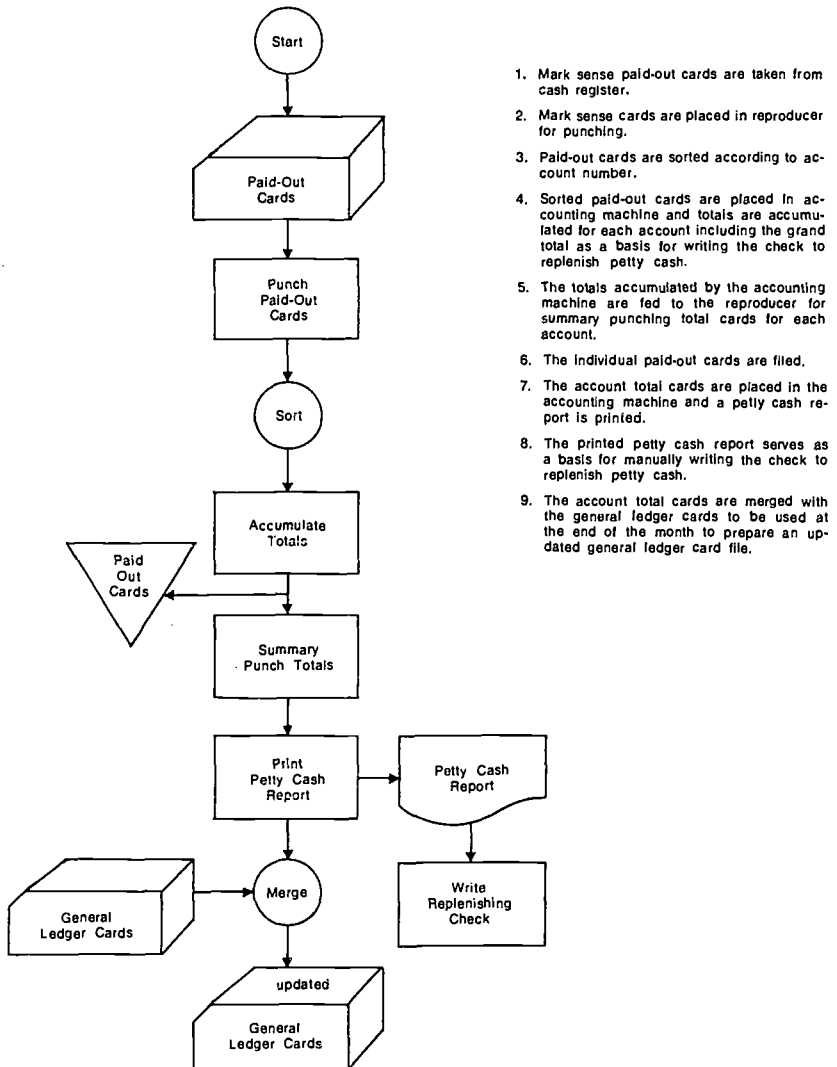 Start
Paid-Out
Cards
Punch
Paid-Out
Cards
Sort
Accumulate
Totals
Paid
Out
Cards
Summary
Punch Totals
Print
Petty Cash
Report
Petty Cash
Report
Merge
Write
Replenishing
Check
General
Ledger Cards
updated
General
Ledger Cards
1. Mark sense paid-out cards are taken from
cash register.
2. Mark sense cards are placed in reproducer
for punching.
3. Paid-out cards are sorted according to ac-
count number.
4. Sorted paid-out cards are placed in ac-
counting machine and totals are accumu-
lated for each account including the grand
total as a basis for writing the check to
replenish petty cash.
5. The totals accumulated by the accounting
machine are fed to the reproducer for
summary punching total cards for each
account.
6. The individual paid-out cards are filed.
7. The account total cards are placed in the
accounting machine and a petty cash re-
port is printed.
8. The printed petty cash report serves as
a basis for manually writing the check to
replenish petty cash.
9. The account total cards are merged with
the general ledger cards to be used at
the end of the month to prepare an up-
dated general ledger card file.